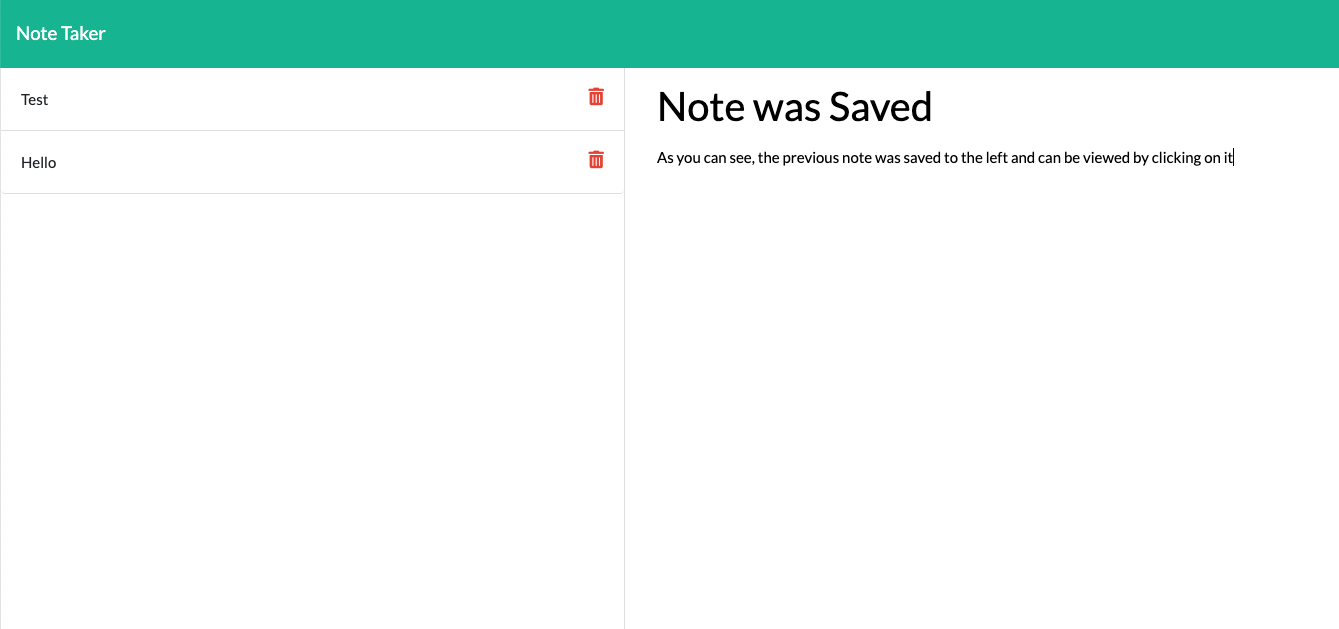 Note Taker
Test
Hello
Note was Saved
As you can see, the previous note was saved to the left and can be viewed by clicking on it